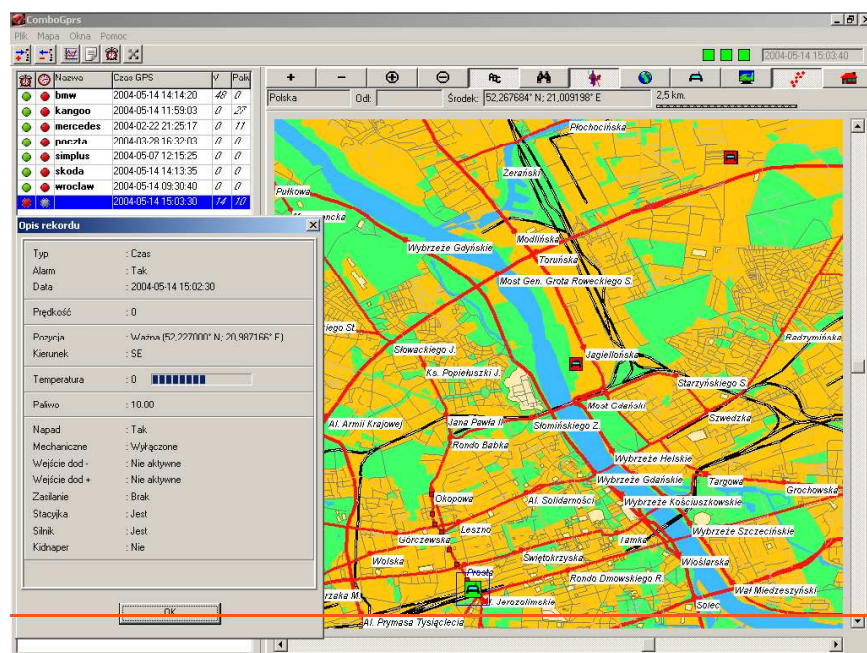 ComboGprs
Plik Mapa Okna Pomoc
2004-05-14 15:03:40
Nazwa Czas GPS V Paliw
bmw 2004-05-14 14:14:20 48 0
kangoo 2004-05-14 11:59:03 0 27
mercedes 2004-02-22 21:25:17 0 11
poczta 2004-03-28 16:32:03 0 0
simplus 2004-05-07 12:15:25 0 0
skoda 2004-05-14 14:13:35 0 0
wroclaw 2004-05-14 09:30:40 0 0
2004-05-14 15:03:30 14 10
ABC
Polska Odl: Środek: 52,267684° N; 21,009198° E 2,5 km.
Opis rekordu
Typ : Czas
Alarm : Tak
Data : 2004-05-14 15:02:30
Prędkość : 0
Pozycja : Ważna (52,227000° N; 20,987166° E)
Kierunek : SE
Temperatura : 0
Paliwo : 10.00
Napad : Tak
Mechaniczne : Wyłączone
Wejście dod - : Nie aktywne
Wejście dod + : Nie aktywne
Zasilanie : Brak
Stacyjka : Jest
Silnik : Jest
Kidnaper : Nie
OK
Płochocińska
Żerański
Pułkowa
Modlińska
Wybrzeże Gdyńskie
Toruńska
Most Gen. Grota Roweckiego S.
kiego St.
Radzymińska
Słowackiego J.
Jagiellońska
Ks. Popiełuszki J.
Starzyńskiego S.
Most Gdański
Szwedzka
Al. Armii Krajowej
Jana Pawła II
Słomińskiego Z.
Rondo Babka
Wybrzeże Helskie
Wybrzeże Gdańskie
Targowa
Grochowska
Okopowa
Al. Solidarności
Wybrzeże Kościuszkowskie
Leszno
Górczewska
Tamka
Wybrzeże Szczecińskie
Wolska
Świętokrzyska
Wioślarska
Prosta
Rondo Dmowskiego R.
Wał Miedzeszyński
rzaka M.
. Jerozolimskie
Solec
Al. Prymasa Tysiąclecia